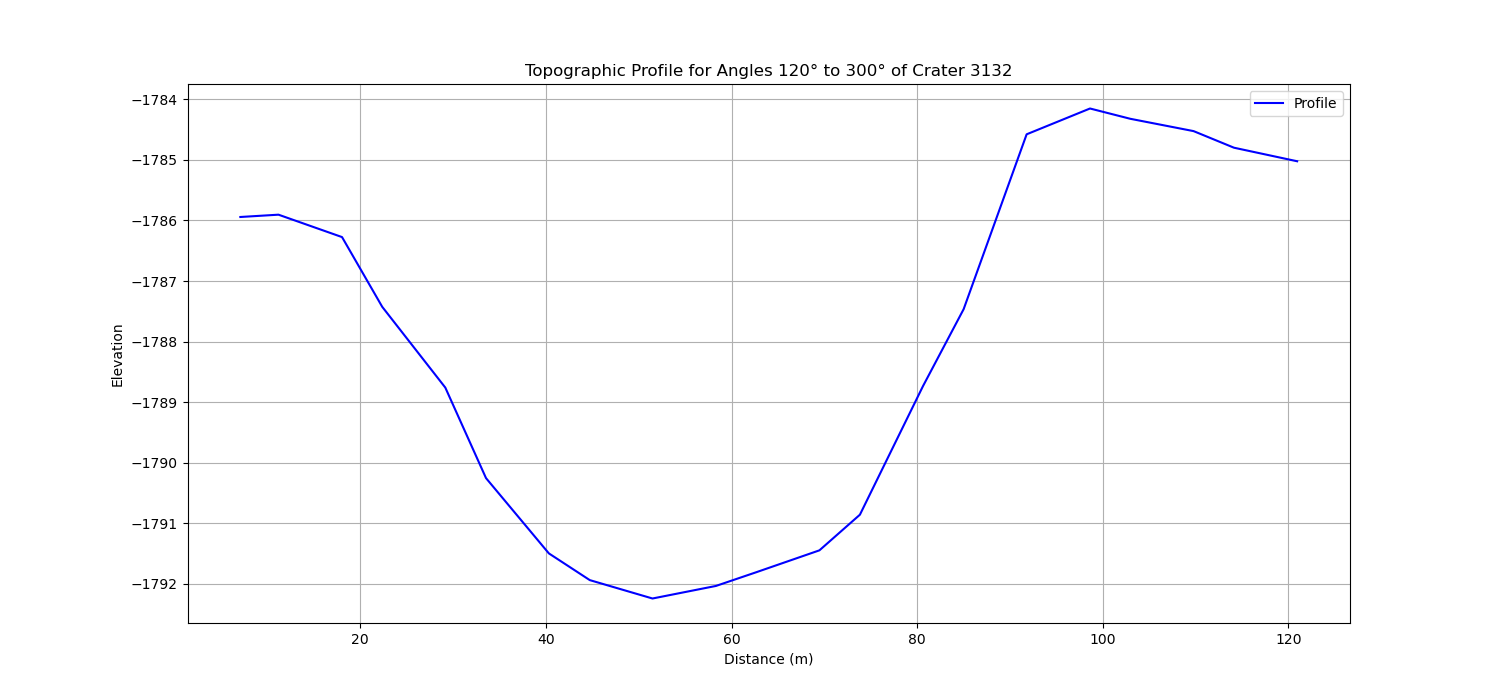 Topographic Profile for Angles 120° to 300° of Crater 3132
Profile
−1784
−1785
−1786
−1787
−1788
−1789
−1790
−1791
−1792
Elevation
20 40 60 80 100 120
Distance (m)